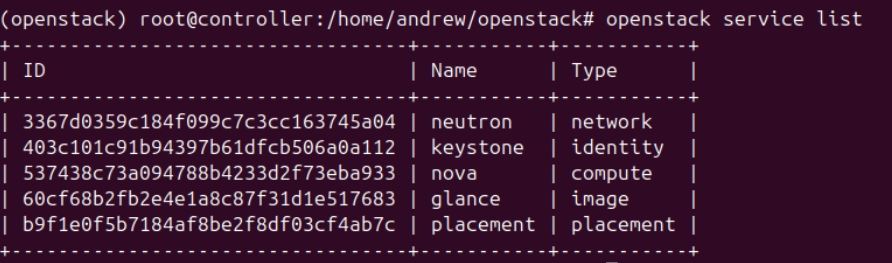 (openstack) root@controller:/home/andrew/openstack# openstack service list
+----------------------------------+-----------+-----------+
| ID                               | Name      | Type      |
+----------------------------------+-----------+-----------+
| 3367d0359c184f099c7c3cc163745a04 | neutron   | network   |
| 403c101c91b94397b61dfcb506a0a112 | keystone  | identity  |
| 537438c73a094788b4233d2f73eba933 | nova      | compute   |
| 60cf68b2fb2e4e1a8c87f31d1e517683 | glance    | image     |
| b9f1e0f5b7184af8be2f8df03cf4ab7c | placement | placement |
+----------------------------------+-----------+-----------+